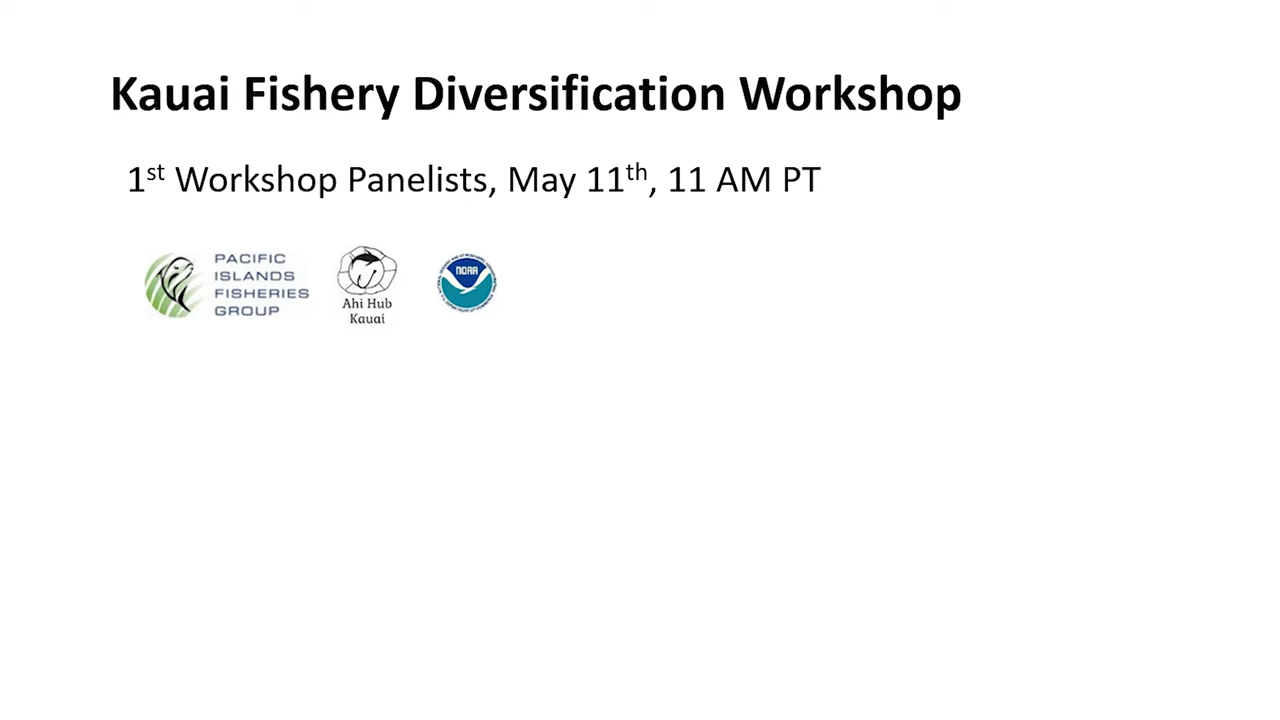 Kauai Fishery Diversification Workshop
1st Workshop Panelists, May 11th, 11 AM PT
PACIFIC
ISLANDS
FISHERIES
GROUP
Ahi Hub
Kauai
NOAA